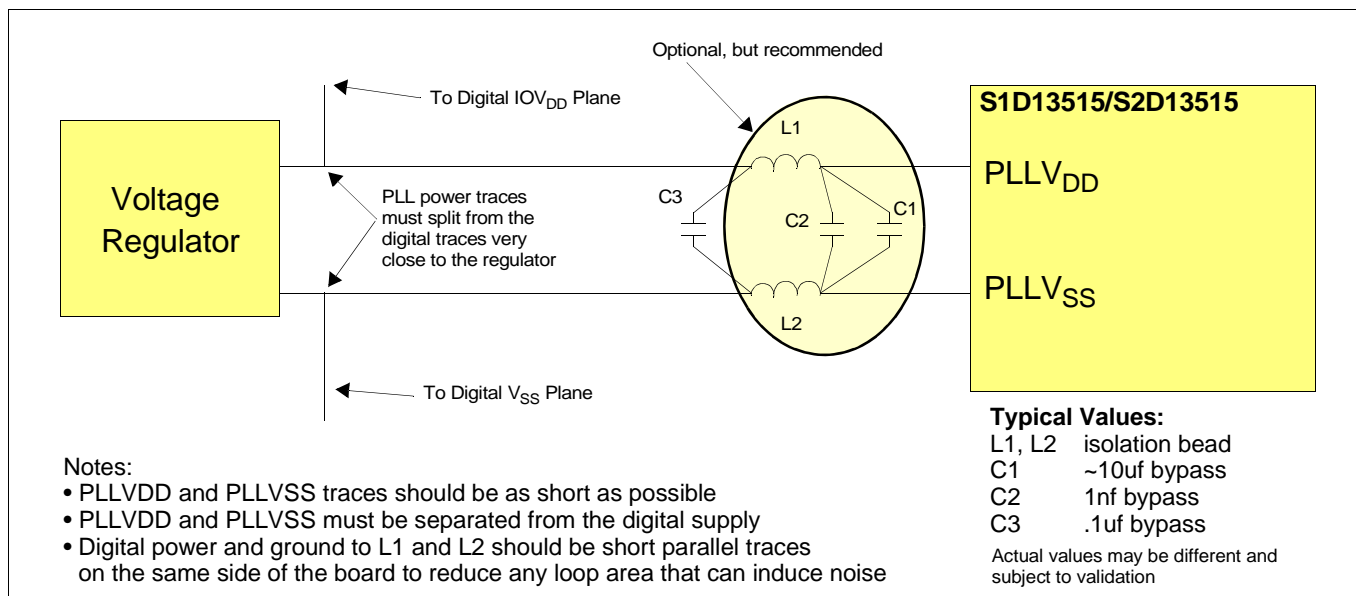 Optional, but recommended
To Digital IOVDD Plane
S1D13515/S2D13515
L1
Voltage
Regulator
PLL power traces
must split from the
digital traces very
close to the regulator
C3
C2
C1
PLLVDD
PLLVSS
L2
To Digital VSS Plane
Typical Values:
L1, L2 isolation bead
C1 ~10uf bypass
C2 1nf bypass
C3 .1uf bypass
Actual values may be different and
subject to validation
Notes:
• PLLVDD and PLLVSS traces should be as short as possible
• PLLVDD and PLLVSS must be separated from the digital supply
• Digital power and ground to L1 and L2 should be short parallel traces
on the same side of the board to reduce any loop area that can induce noise